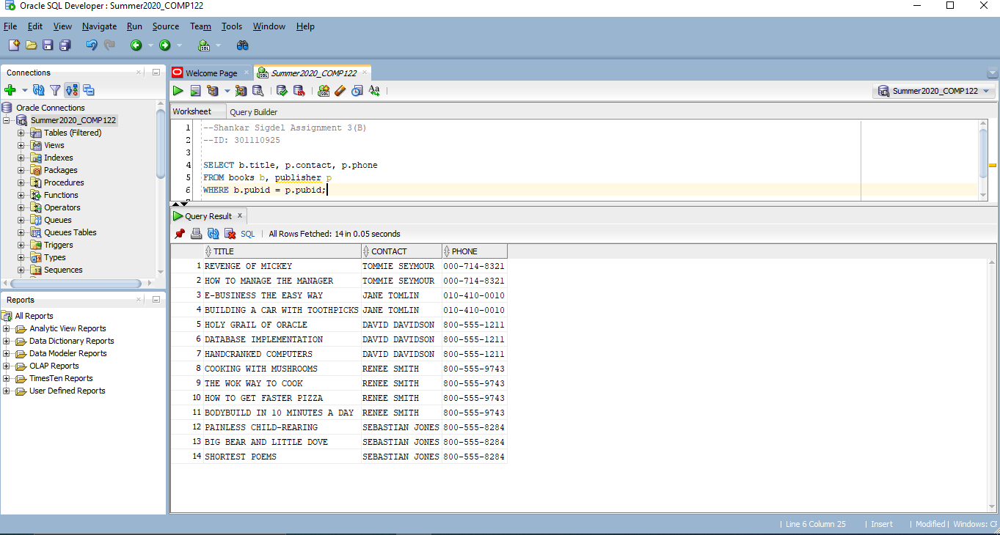 Oracle SQL Developer : Summer2020_COMP122
File Edit View Navigate Run Source Team Tools Window Help
Connections
Oracle Connections
Summer2020_COMP122
Tables (Filtered)
Views
Indexes
Packages
Procedures
Functions
Operators
Queues
Queues Tables
Triggers
Types
Sequences
Reports
All Reports
Analytic View Reports
Data Dictionary Reports
Data Modeler Reports
OLAP Reports
TimesTen Reports
User Defined Reports
Welcome Page Summer2020_COMP122
Summer2020_COMP122
Worksheet Query Builder
1 --Shankar Sigdel Assignment 3(B)
2 --ID: 301110925
3
4 SELECT b.title, p.contact, p.phone
5 FROM books b, publisher p
6 WHERE b.pubid = p.pubid;
Query Result x
SQL | All Rows Fetched: 14 in 0.05 seconds
TITLE CONTACT PHONE
1 REVENGE OF MICKEY TOMMIE SEYMOUR 000-714-8321
2 HOW TO MANAGE THE MANAGER TOMMIE SEYMOUR 000-714-8321
3 E-BUSINESS THE EASY WAY JANE TOMLIN 010-410-0010
4 BUILDING A CAR WITH TOOTHPICKS JANE TOMLIN 010-410-0010
5 HOLY GRAIL OF ORACLE DAVID DAVIDSON 800-555-1211
6 DATABASE IMPLEMENTATION DAVID DAVIDSON 800-555-1211
7 HANDCRANKED COMPUTERS DAVID DAVIDSON 800-555-1211
8 COOKING WITH MUSHROOMS RENEE SMITH 800-555-9743
9 THE WOK WAY TO COOK RENEE SMITH 800-555-9743
10 HOW TO GET FASTER PIZZA RENEE SMITH 800-555-9743
11 BODYBUILD IN 10 MINUTES A DAY RENEE SMITH 800-555-9743
12 PAINLESS CHILD-REARING SEBASTIAN JONES 800-555-8284
13 BIG BEAR AND LITTLE DOVE SEBASTIAN JONES 800-555-8284
14 SHORTEST POEMS SEBASTIAN JONES 800-555-8284
| Line 6 Column 25 | Insert | Modified | Windows: